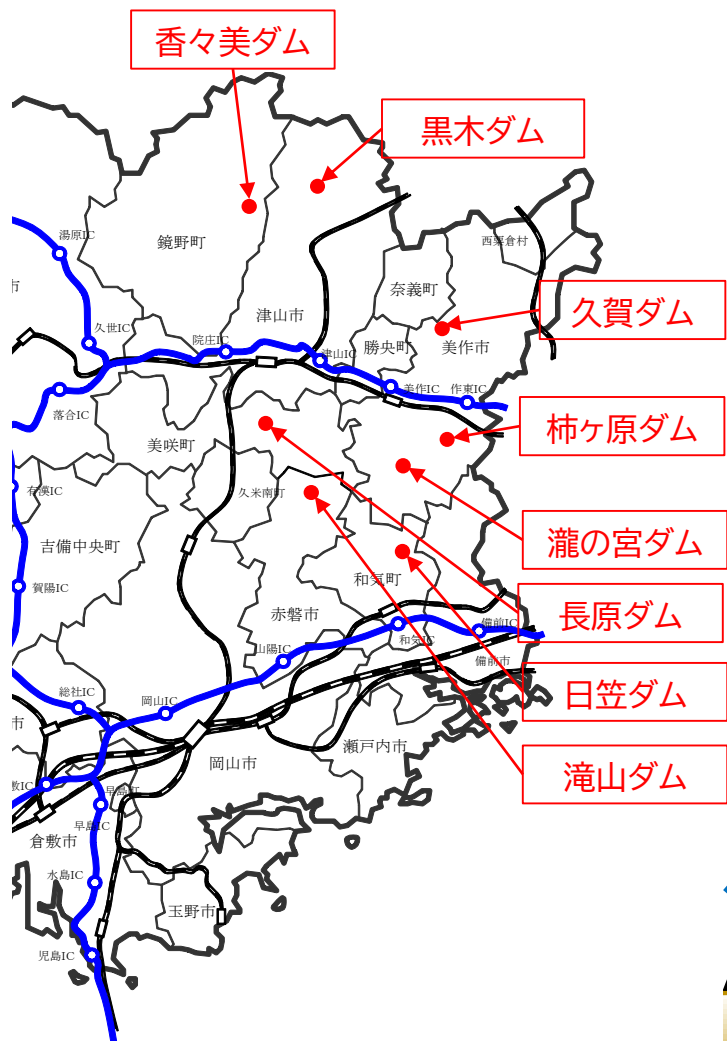 香々美ダム
黒木ダム
湯原IC
鏡野町
西粟倉村
市
奈義町
津山市
久賀ダム
久世IC
院庄IC
津山IC
勝央町
美作市
美作IC
作東IC
落合IC
美咲町
柿ヶ原ダム
有漢IC
久米南町
瀧の宮ダム
吉備中央町
和気町
賀陽IC
赤磐市
長原ダム
備前IC
和気IC
山陽IC
備前市
総社IC
岡山IC
日笠ダム
市
瀬戸内市
岡山市
滝山ダム
敷IC
早島町
早島IC
倉敷市
水島IC
玉野市
児島IC